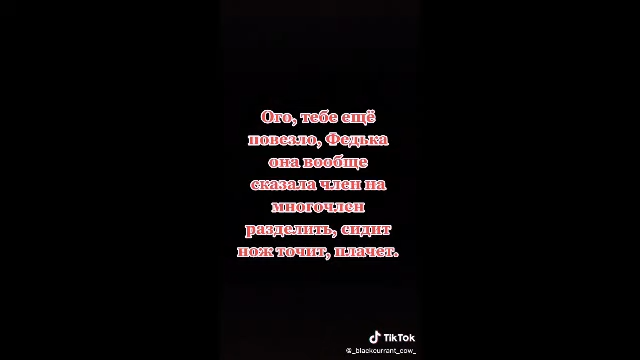 Ого, тебе ещё
повезло, Федька
она вообще
сказала член на
многочлен
разделить, сидит
нож точит, плачет.
TikTok
@_blackcurrant_cow_